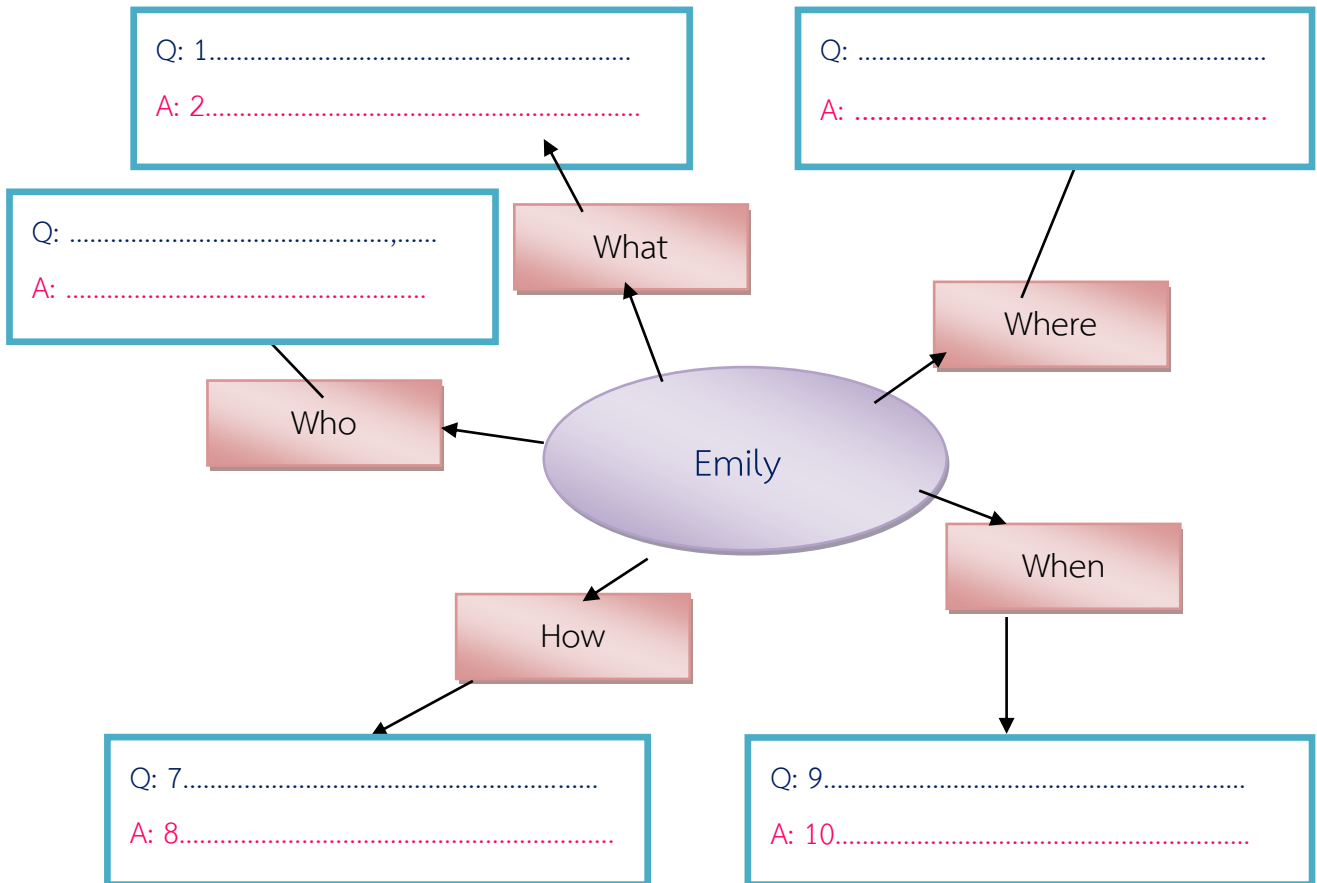 Q: 1...............................................................
A: 2................................................................
Q: .............................................................
A: ......................................................
Q: ...............................................,......
A: .....................................................
What
Where
Who
Emily
When
How
Q: 7.............................................................
A: 8................................................................
Q: 9..............................................................
A: 10.............................................................